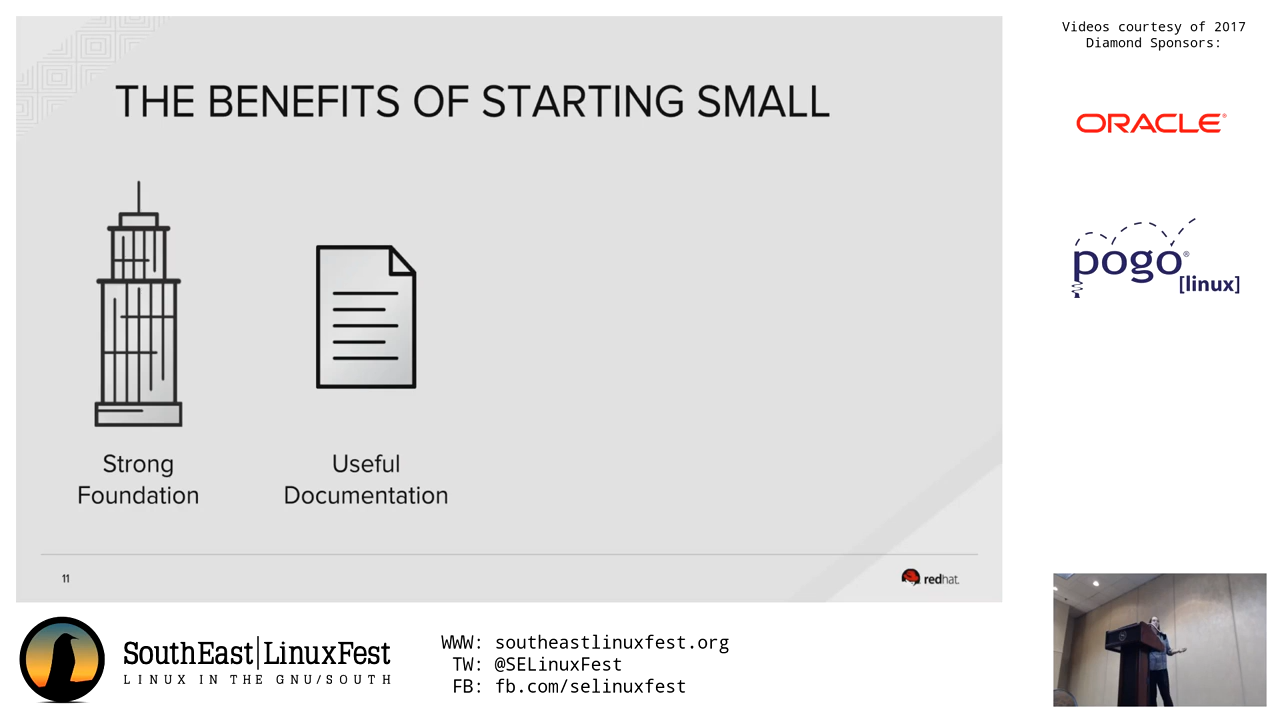 THE BENEFITS OF STARTING SMALL
Strong
Foundation
Useful
Documentation
11
redhat.
Videos courtesy of 2017
Diamond Sponsors:
ORACLE®
pogo®
[linux]
SouthEast|LinuxFest
LINUX IN THE GNU/SOUTH
WWW: southeastlinuxfest.org
TW: @SELinuxFest
FB: fb.com/selinuxfest